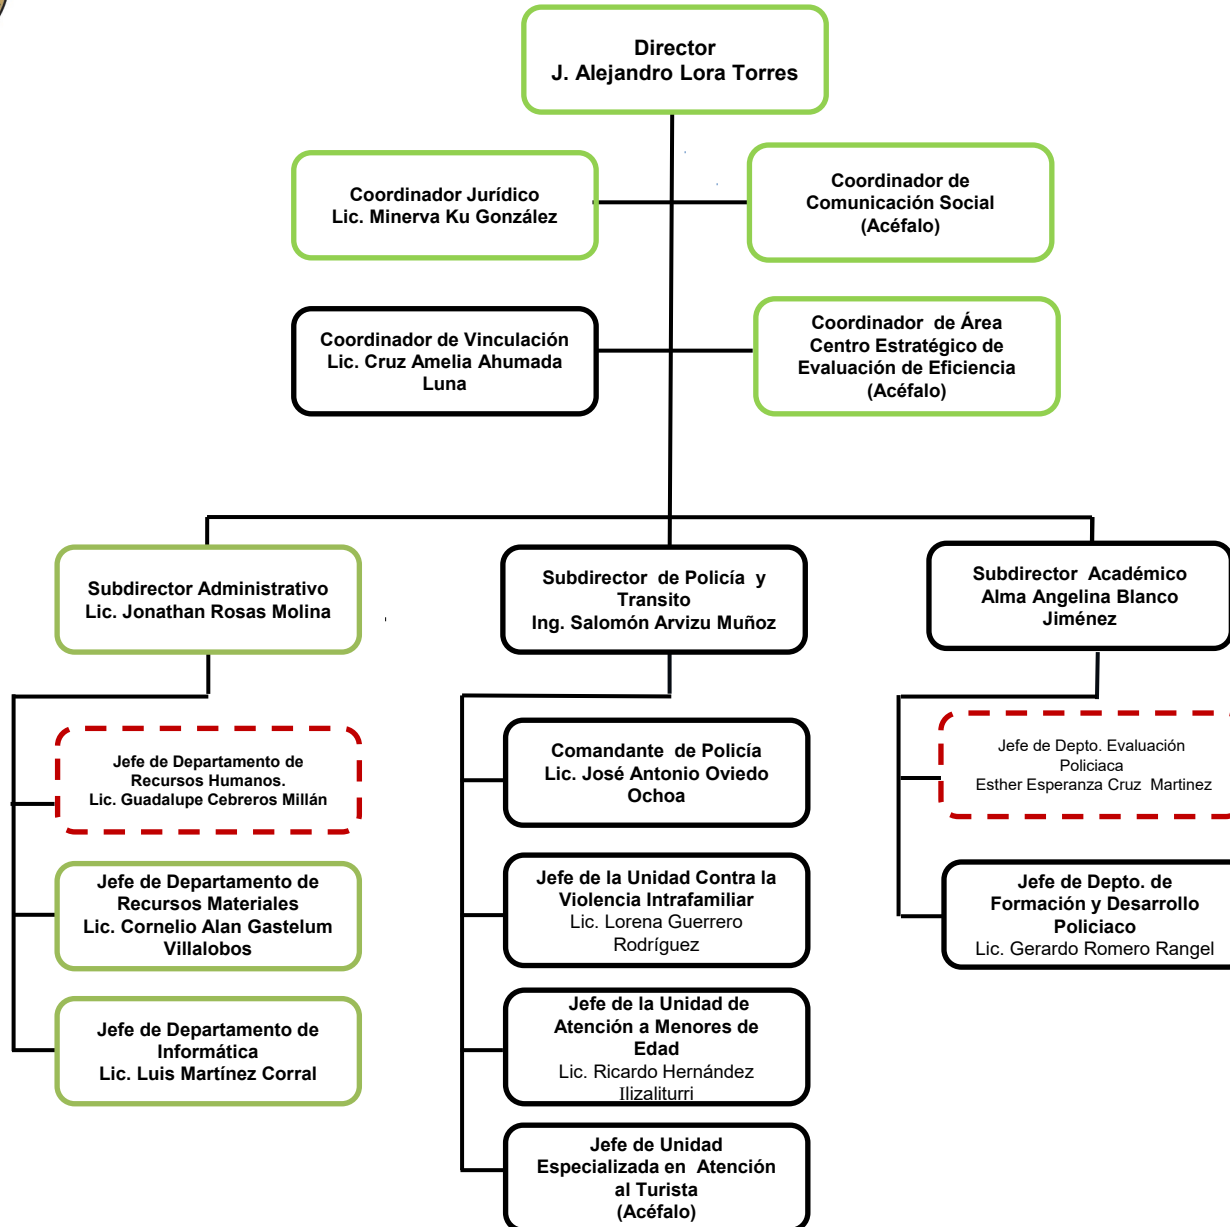 Director
J. Alejandro Lora Torres
Coordinador Jurídico
Lic. Minerva Ku González
Coordinador de
Comunicación Social
(Acéfalo)
Coordinador de Vinculación
Lic. Cruz Amelia Ahumada
Luna
Coordinador de Área
Centro Estratégico de
Evaluación de Eficiencia
(Acéfalo)
Subdirector Administrativo
Lic. Jonathan Rosas Molina
Jefe de Departamento de
Recursos Humanos.
Lic. Guadalupe Cebreros Millán
Jefe de Departamento de
Recursos Materiales
Lic. Cornelio Alan Gastelum
Villalobos
Jefe de Departamento de
Informática
Lic. Luis Martínez Corral
Subdirector de Policía y
Transito
Ing. Salomón Arvizu Muñoz
Comandante de Policía
Lic. José Antonio Oviedo
Ochoa
Jefe de la Unidad Contra la
Violencia Intrafamiliar
Lic. Lorena Guerrero
Rodríguez
Jefe de la Unidad de
Atención a Menores de
Edad
Lic. Ricardo Hernández
Ilizaliturri
Jefe de Unidad
Especializada en Atención
al Turista
(Acéfalo)
Subdirector Académico
Alma Angelina Blanco
Jiménez
Jefe de Depto. Evaluación
Policiaca
Esther Esperanza Cruz Martinez
Jefe de Depto. de
Formación y Desarrollo
Policiaco
Lic. Gerardo Romero Rangel